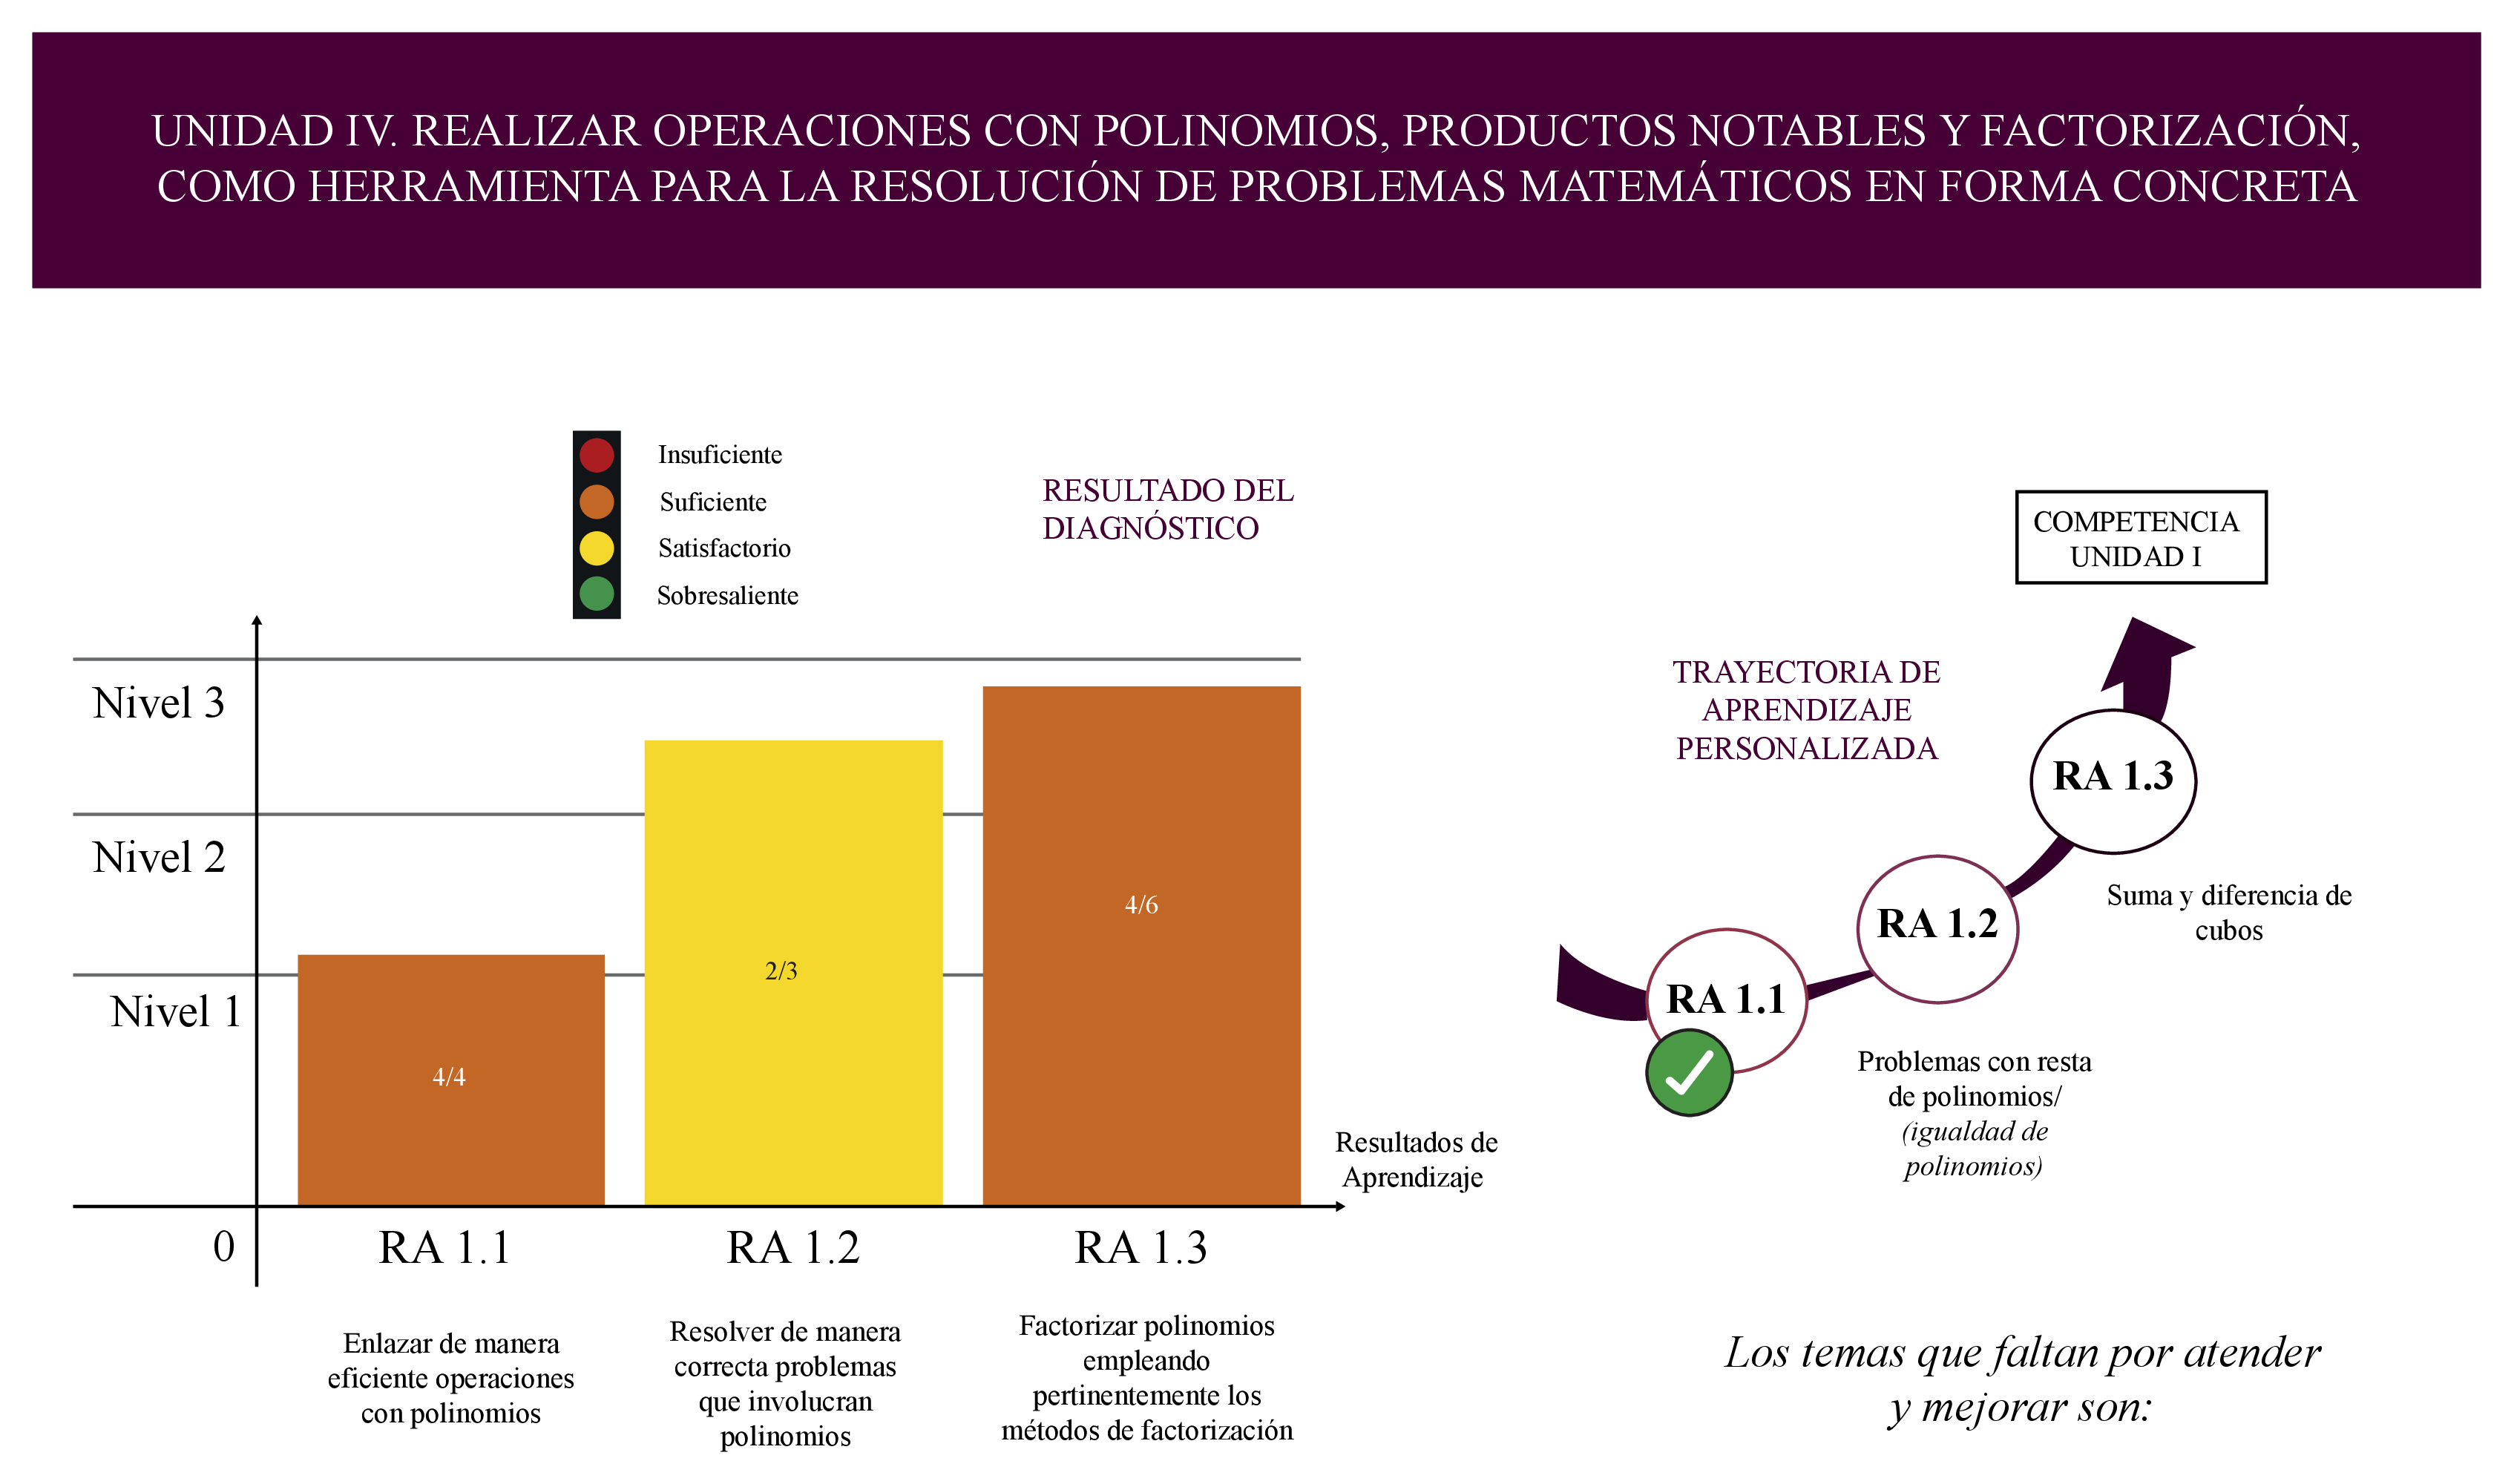 UNIDAD IV. REALIZAR OPERACIONES CON POLINOMIOS, PRODUCTOS NOTABLES Y FACTORIZACIÓN,
COMO HERRAMIENTA PARA LA RESOLUCIÓN DE PROBLEMAS MATEMÁTICOS EN FORMA CONCRETA
Insuficiente
Suficiente
Satisfactorio
Sobresaliente
RESULTADO DEL
DIAGNÓSTICO
Nivel 3
Nivel 2
Nivel 1
0
4/4
2/3
4/6
RA 1.1
RA 1.2
RA 1.3
Resultados de
Aprendizaje
Enlazar de manera
eficiente operaciones
con polinomios
Resolver de manera
correcta problemas
que involucran
polinomios
Factorizar polinomios
empleando
pertinentemente los
métodos de factorización
COMPETENCIA
UNIDAD I
TRAYECTORIA DE
APRENDIZAJE
PERSONALIZADA
RA 1.3
RA 1.2
RA 1.1
Suma y diferencia de
cubos
Problemas con resta
de polinomios/
(igualdad de
polinomios)
Los temas que faltan por atender
y mejorar son: